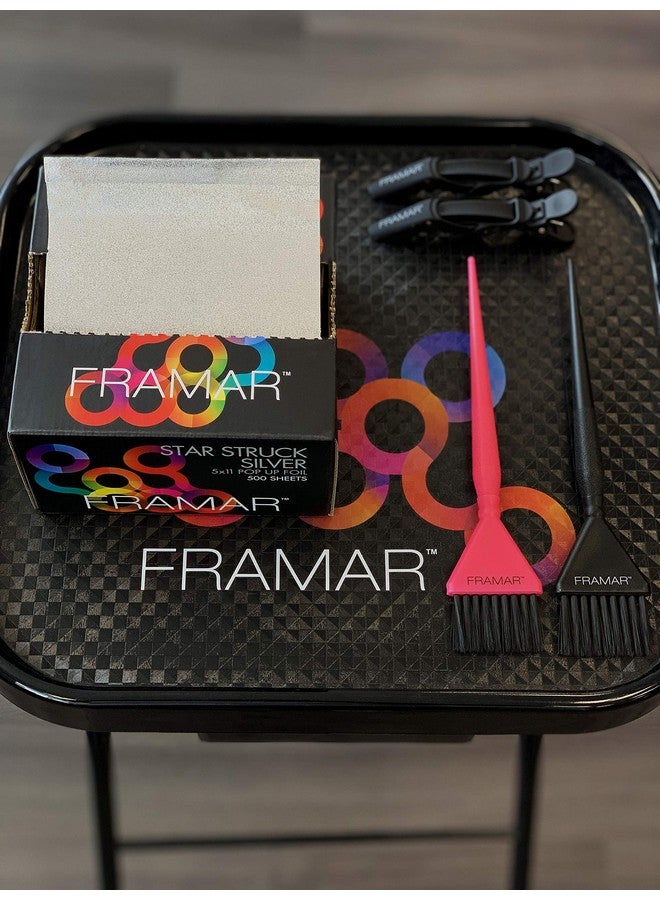 FRAMAR
FRAMAR
FRAMAR™
STAR STRUCK
SILVER
5x11 POP UP FOIL
500 SHEETS
FRAMAR™
FRAMAR™
FRAMAR™
FRAMAR™